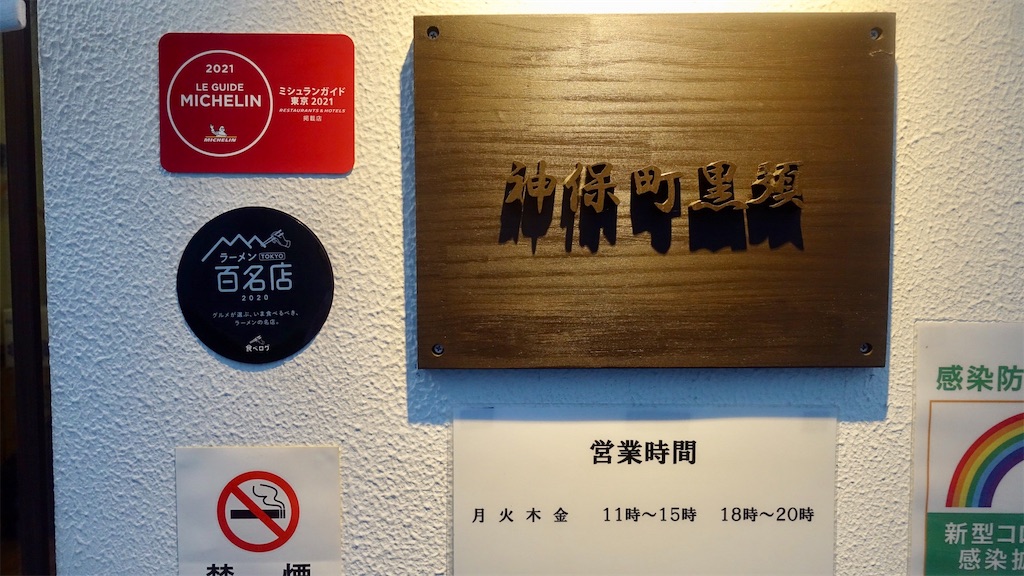 2021
LE GUIDE
MICHELIN
MICHELIN
ミシュランガイド
東京 2021
RESTAURANTS & HOTELS
掲載店
神保町黒須
ラーメン TOKYO
百名店
2020
グルメが選ぶ、いま食べるべき、
ラーメンの名店。
食べログ
営業時間
月 火 木 金 11時～15時 18時～20時
禁 煙
感染防
新型コロ
感染拡